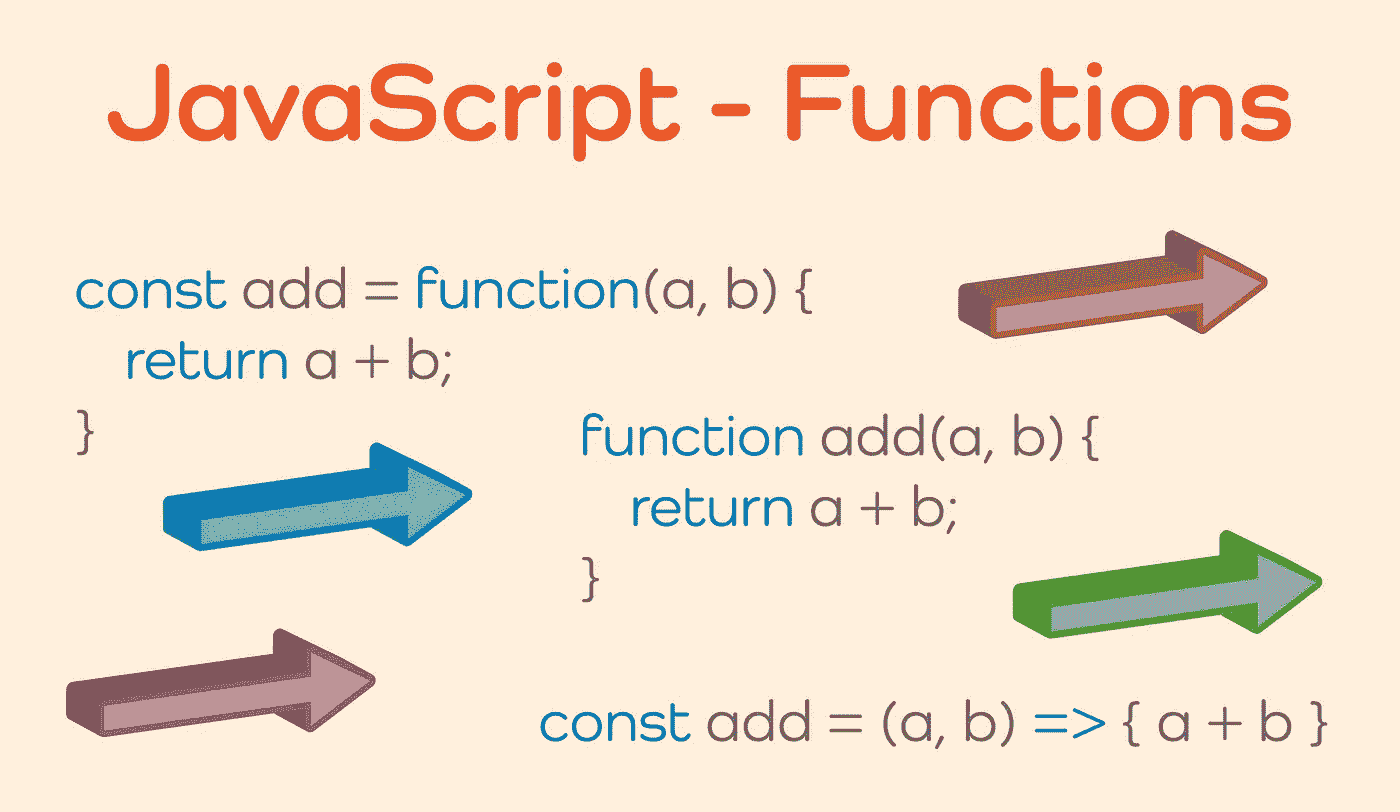 JavaScript - Functions
const add = function(a, b) {
return a + b;
}
function add(a, b) {
return a + b;
}
const add = (a, b) => { a + b }